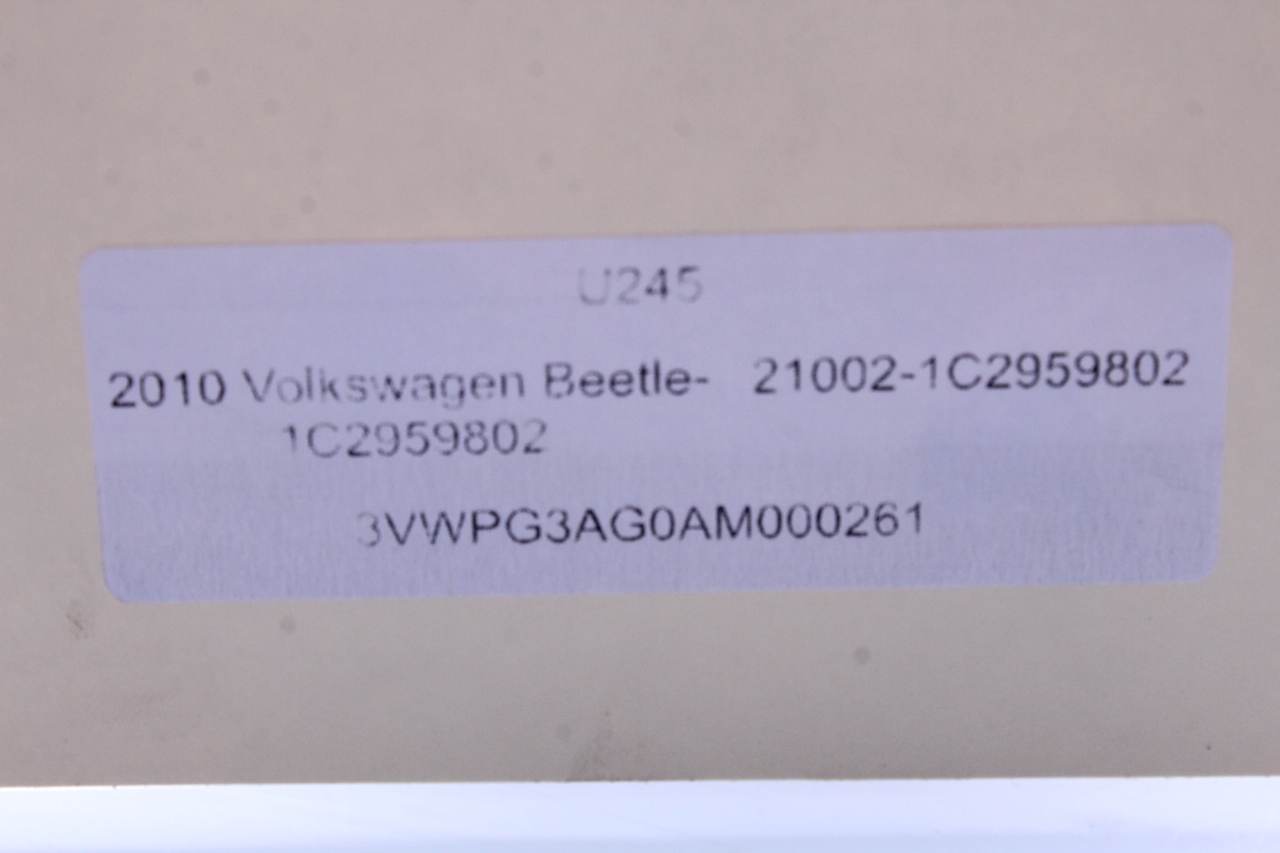 U245
2010 Volkswagen Beetle- 21002-1C2959802
1C2959802
3VWPG3AG0AM000261